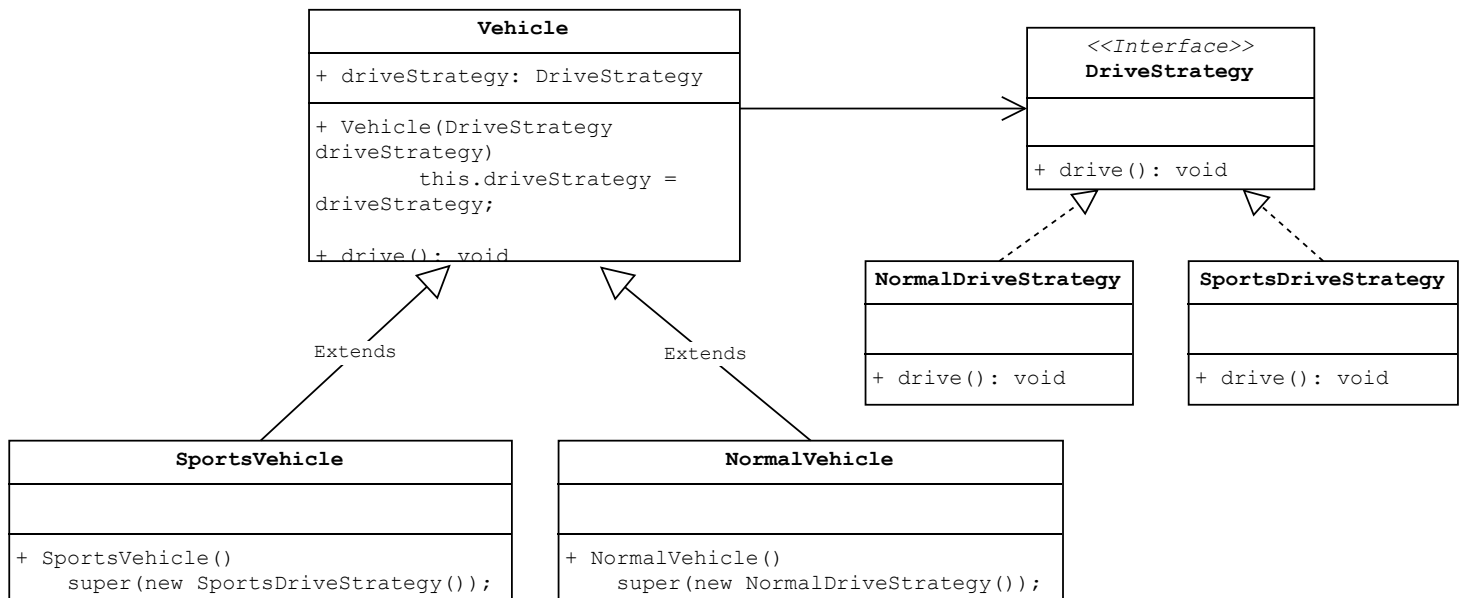 Vehicle
+ driveStrategy: DriveStrategy
+ Vehicle(DriveStrategy
driveStrategy)
this.driveStrategy =
driveStrategy;
+ drive(): void
<<Interface>>
DriveStrategy
+ drive(): void
NormalDriveStrategy
+ drive(): void
SportsDriveStrategy
+ drive(): void
Extends
Extends
SportsVehicle
+ SportsVehicle()
super(new SportsDriveStrategy());
NormalVehicle
+ NormalVehicle()
super(new NormalDriveStrategy());